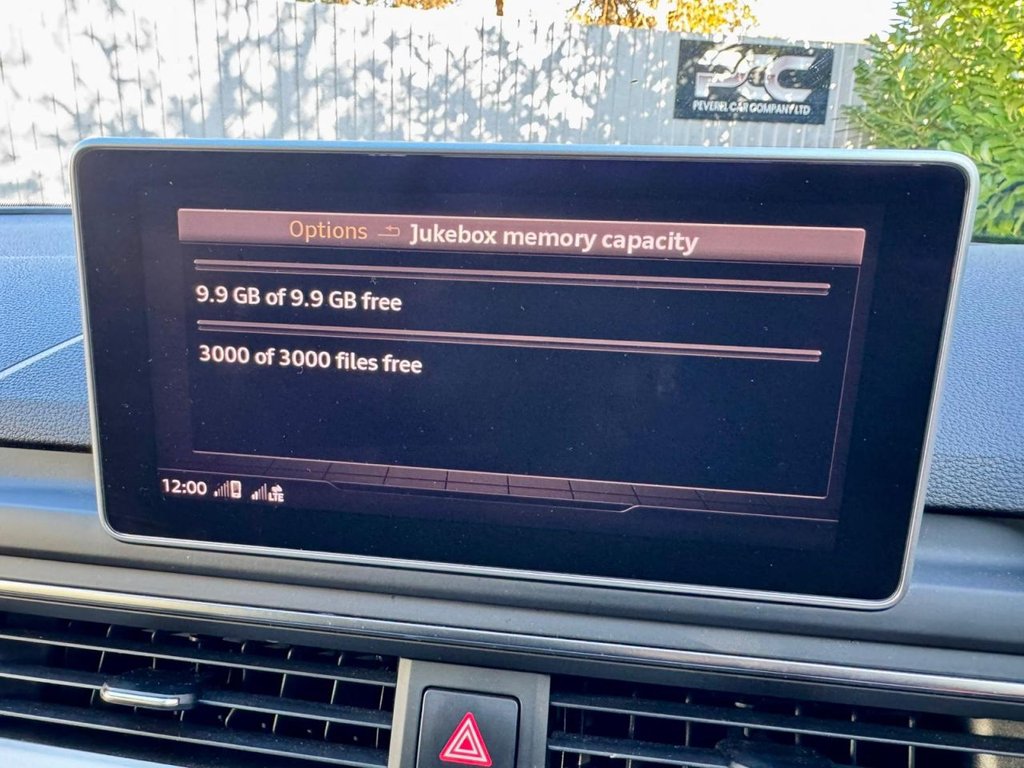 PCC
PEVEREL CAR COMPANY LTD
Options Jukebox memory capacity
9.9 GB of 9.9 GB free
3000 of 3000 files free
12:00 LTE